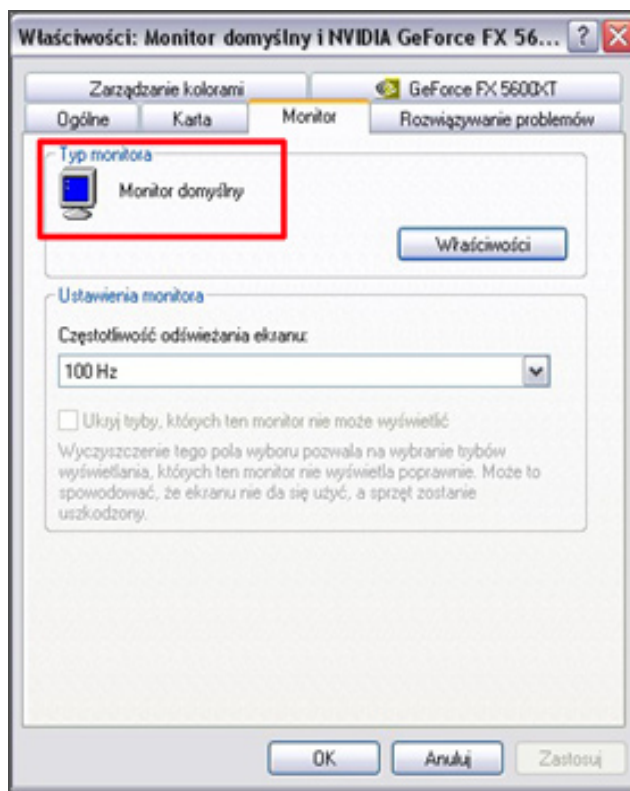 Właściwości: Monitor domyślny i NVIDIA GeForce FX 56...
Zarządzanie kolorami
GeForce FX 5600XT
Ogólne
Karta
Monitor
Rozwiązywanie problemów
Typ monitora
Monitor domyślny
Właściwości
Ustawienia monitora
Częstotliwość odświeżania ekranu:
100 Hz
Ukryj tryby, których ten monitor nie może wyświetlić
Wyczyszczenie tego pola wyboru pozwala na wybranie trybów
wyświetlania, których ten monitor nie wyświetla poprawnie. Może to
spowodować, że ekranu nie da się użyć, a sprzęt zostanie
uszkodzony.
OK
Anuluj
Zastosuj